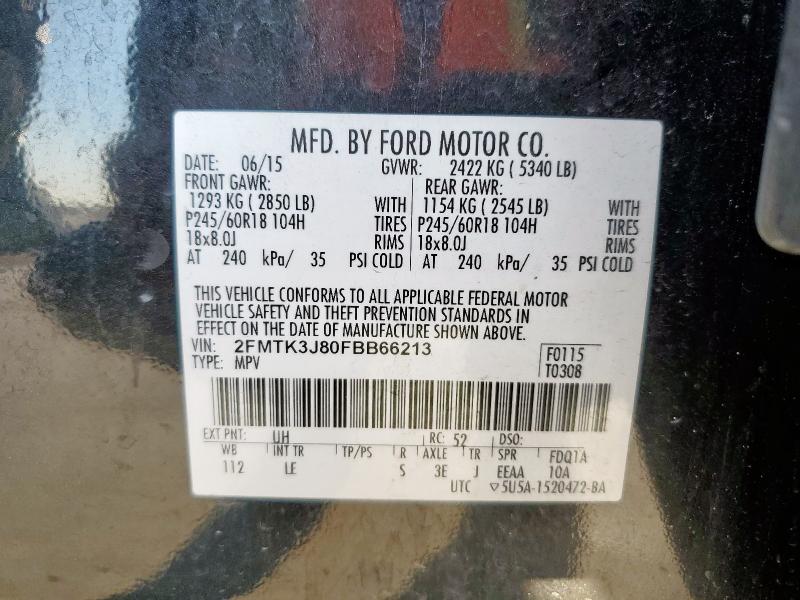 MFD. BY FORD MOTOR CO.
DATE: 06/15 GVWR: 2422 KG ( 5340 LB)
FRONT GAWR: REAR GAWR:
1293 KG ( 2850 LB) WITH 1154 KG ( 2545 LB) WITH
P245/60R18 104H TIRES P245/60R18 104H TIRES
18x8.0J RIMS 18x8.0J RIMS
AT 240 kPa/ 35 PSI COLD AT 240 kPa/ 35 PSI COLD
THIS VEHICLE CONFORMS TO ALL APPLICABLE FEDERAL MOTOR
VEHICLE SAFETY AND THEFT PREVENTION STANDARDS IN
EFFECT ON THE DATE OF MANUFACTURE SHOWN ABOVE.
VIN: 2FMTK3J80FBB66213 F0115
TYPE: MPV T0308
EXT PNT: UH RC: 52 DSO:
WB INT TR TP/PS R AXLE TR SPR FDQ1A
112 LE S 3E J EEAA 10A
UTC ▽5U5A-1520472-BA